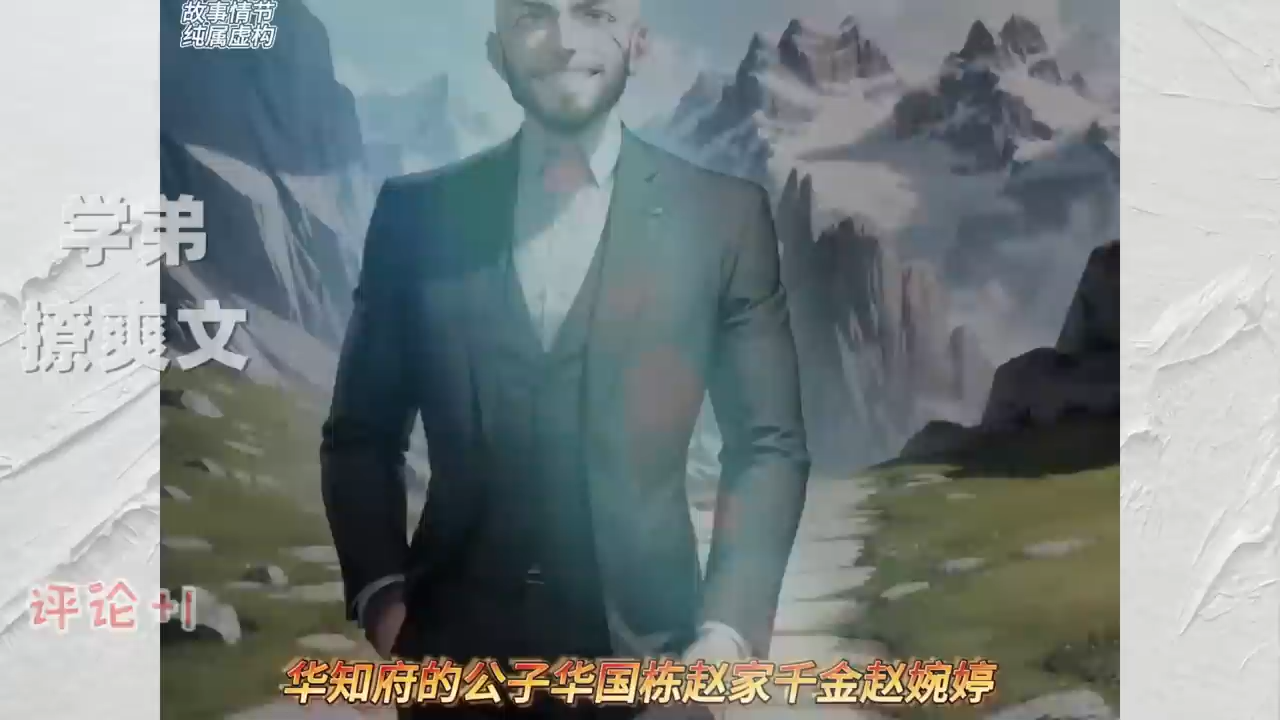 故事情节
纯属虚构
学弟
撩爽文
评论+1
华知府的公子华国栋赵家千金赵婉婷